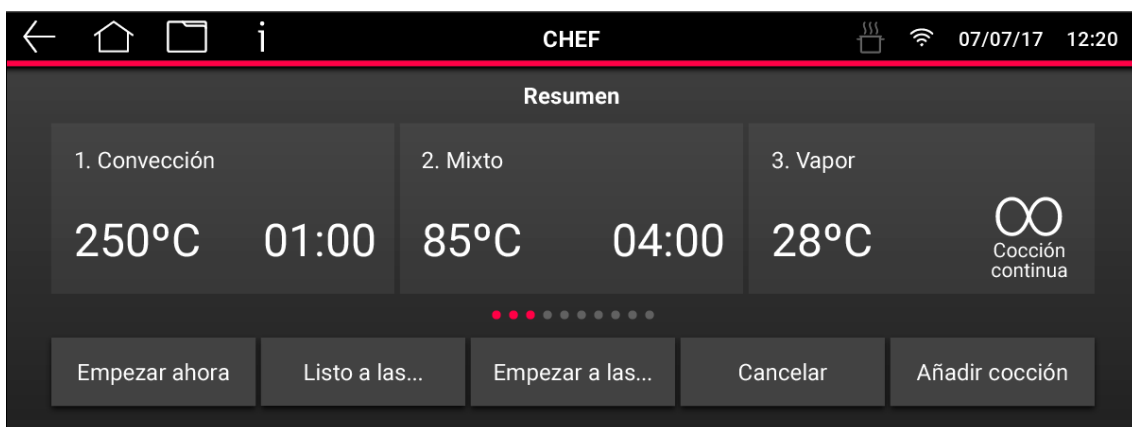 i CHEF 07/07/17 12:20
Resumen
1. Convección
250ºC 01:00
2. Mixto
85ºC 04:00
3. Vapor
28ºC
Cocción
continua
Empezar ahora
Listo a las...
Empezar a las...
Cancelar
Añadir cocción